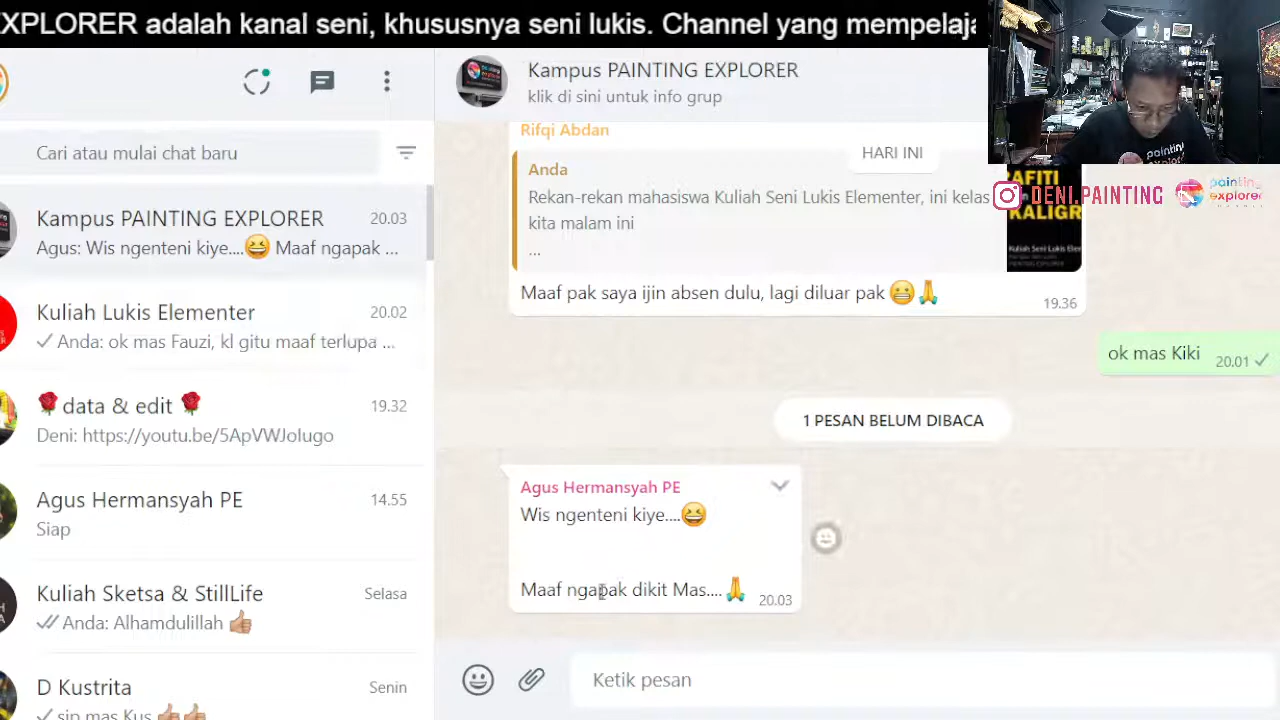 XPLORER adalah kanal seni, khususnya seni lukis. Channel yang mempelaja
Kampus PAINTING EXPLORER
klik di sini untuk info grup
Cari atau mulai chat baru
Kampus PAINTING EXPLORER 20.03
Agus: Wis ngenteni kiye....😆 Maaf ngapak ...
Kuliah Lukis Elementer 20.02
Anda: ok mas Fauzi, kl gitu maaf terlupa ...
🌹data & edit 🌹 19.32
Deni: https://youtu.be/5ApVWJolugo
Agus Hermansyah PE 14.55
Siap
Kuliah Sketsa & StillLife Selasa
Anda: Alhamdulillah 👍🏼
D Kustrita Senin
sip mas Kus 👍🏼👍🏼
Rifqi Abdan
HARI INI
Anda
Rekan-rekan mahasiswa Kuliah Seni Lukis Elementer, ini kelas
kita malam ini
...
Maaf pak saya ijin absen dulu, lagi diluar pak 😁🙏
19.36
ok mas Kiki 20.01
1 PESAN BELUM DIBACA
Agus Hermansyah PE
Wis ngenteni kiye....😆
Maaf ngapak dikit Mas....🙏 20.03
Ketik pesan
painting
DENI.PAINTING
painting
explorer
RAFITI
KALIGR
Kuliah Seni Lukis Elem